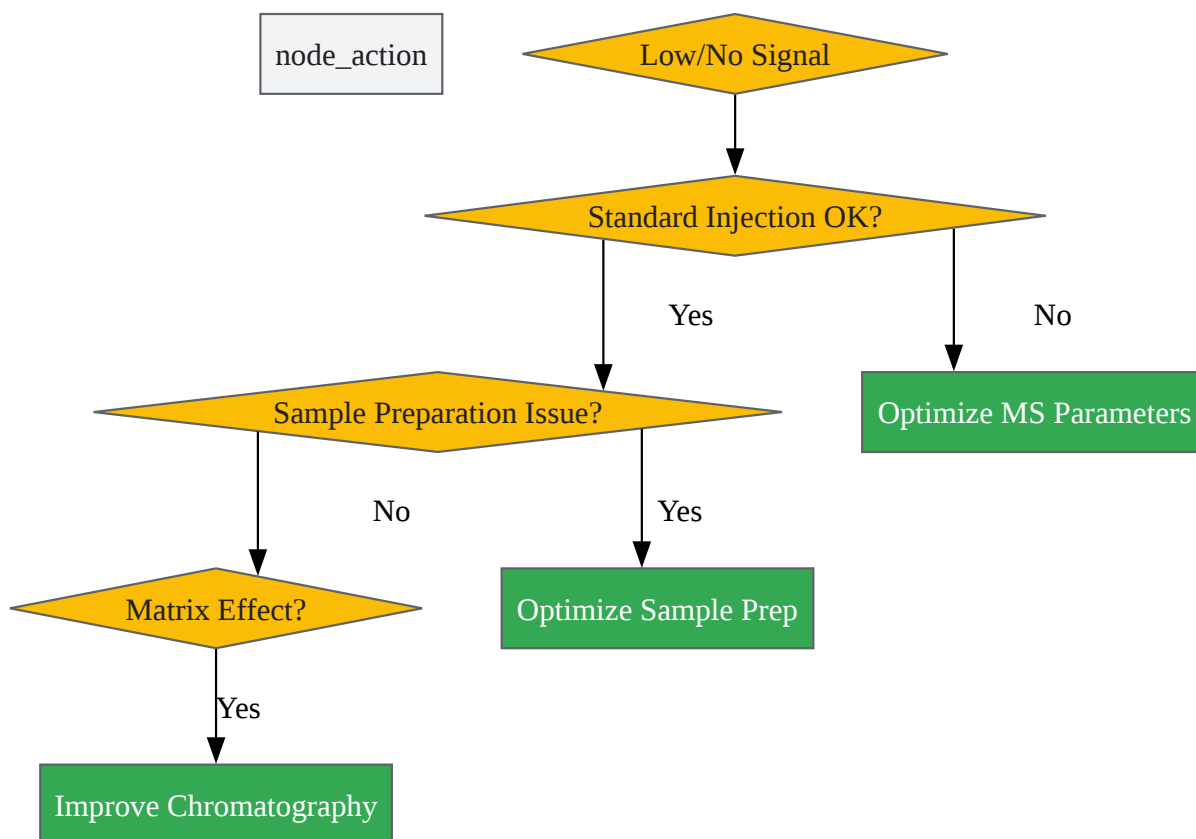 node_action
Low/No Signal
Standard Injection OK?
Yes
No
Sample Preparation Issue?
Optimize MS Parameters
No
Yes
Matrix Effect?
Optimize Sample Prep
Yes
Improve Chromatography